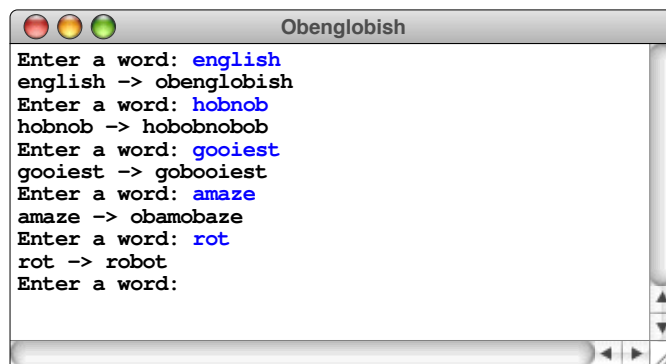 Obenglobish
Enter a word: english
english -> obenglobish
Enter a word: hobnob
hobnob -> hobobnobob
Enter a word: gooiest
gooiest -> gobooiest
Enter a word: amaze
amaze -> obamobaze
Enter a word: rot
rot -> robot
Enter a word: